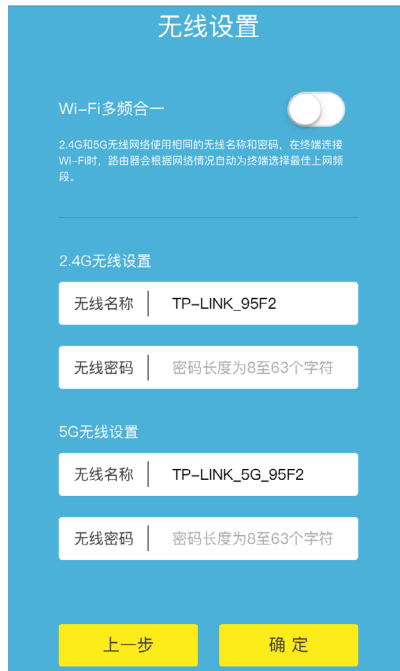 无线设置
Wi-Fi多频合一
2.4G和5G无线网络使用相同的无线名称和密码，在终端连接
Wi-Fi时，路由器会根据网络情况自动为终端选择最佳上网频
段。
2.4G无线设置
无线名称 TP-LINK_95F2
无线密码 密码长度为8至63个字符
5G无线设置
无线名称 TP-LINK_5G_95F2
无线密码 密码长度为8至63个字符
上一步 确 定